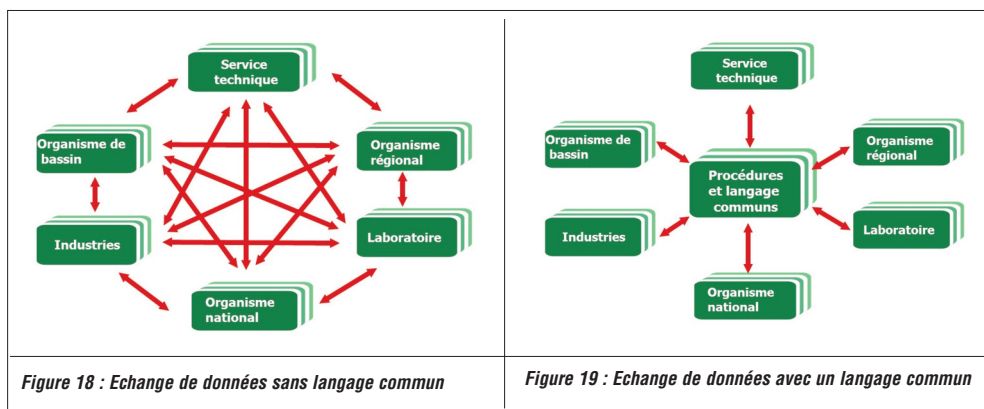 Service
technique
Organisme de
bassin
Organisme
régional
Industries
Laboratoire
Organisme
national
Figure 18 : Echange de données sans langage commun
Service
technique
Organisme
de bassin
Organisme
régional
Procédures
et langage
communs
Industries
Laboratoire
Organisme
national
Figure 19 : Echange de données avec un langage commun